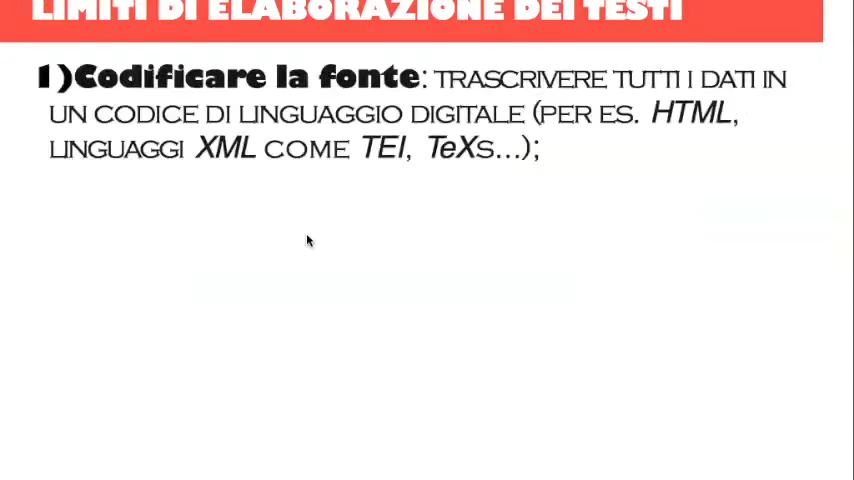 LIMITI DI ELABORAZIONE DEI TESTI
1)Codificare la fonte: TRASCRIVERE TUTTI I DATI IN
UN CODICE DI LINGUAGGIO DIGITALE (PER ES. HTML,
LINGUAGGI XML COME TEI, TeXS...);